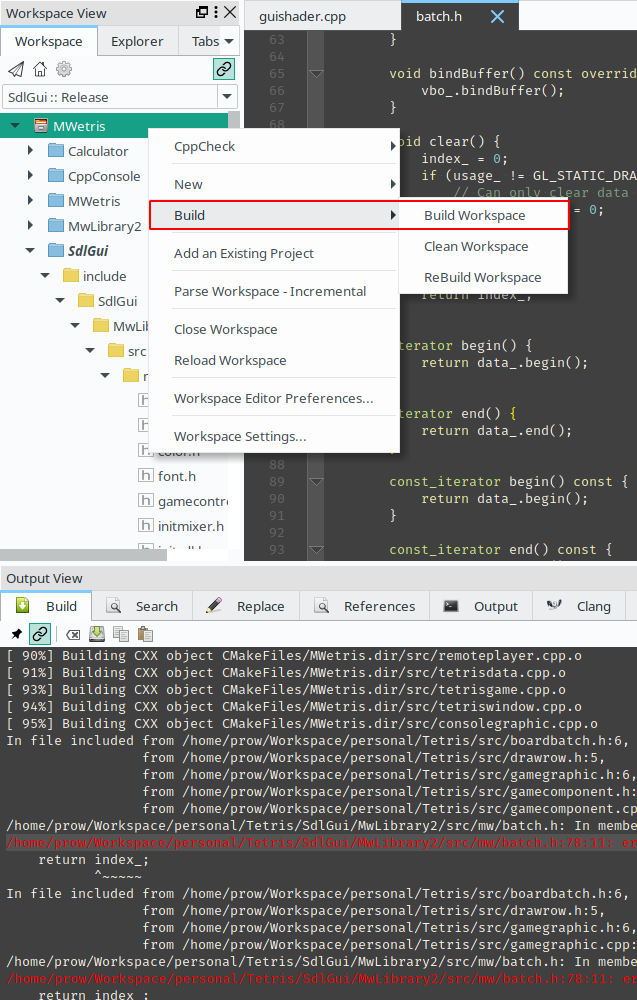 Workspace View
Workspace Explorer Tabs
SdlGui :: Release
MWetris
Calculator
CppConsole
MWetris
MwLibrary2
SdlGui
include
SdlGui
MwLib
src
font.h
gamecontro
initmixer.h
CppCheck
New
Build
Add an Existing Project
Parse Workspace - Incremental
Close Workspace
Reload Workspace
Workspace Editor Preferences...
Workspace Settings...
Build Workspace
Clean Workspace
ReBuild Workspace
guishader.cpp batch.h
63 }
64
65 void bindBuffer() const overrid
66 vbo_.bindBuffer();
67 }
68
void clear() {
index_ = 0;
if (usage_ != GL_STATIC_DRA
// Can only clear data
= 0;
return index_;
iterator begin() {
return data_.begin();
iterator end() {
return data_.end();
88
89 const_iterator begin() const {
90 return data_.begin();
91 }
92
93 const_iterator end() const {
Output View
Build Search Replace References Output Clang
[ 90%] Building CXX object CMakeFiles/MWetris.dir/src/remoteplayer.cpp.o
[ 91%] Building CXX object CMakeFiles/MWetris.dir/src/tetrisdata.cpp.o
[ 93%] Building CXX object CMakeFiles/MWetris.dir/src/tetrisgame.cpp.o
[ 94%] Building CXX object CMakeFiles/MWetris.dir/src/tetriswindow.cpp.o
[ 95%] Building CXX object CMakeFiles/MWetris.dir/src/consolegraphic.cpp.o
In file included from /home/prow/Workspace/personal/Tetris/src/boardbatch.h:6,
from /home/prow/Workspace/personal/Tetris/src/drawrow.h:5,
from /home/prow/Workspace/personal/Tetris/src/gamegraphic.h:6,
from /home/prow/Workspace/personal/Tetris/src/gamecomponent.h:
from /home/prow/Workspace/personal/Tetris/src/gamecomponent.cp
/home/prow/Workspace/personal/Tetris/SdlGui/MwLibrary2/src/mw/batch.h: In membe
/home/prow/Workspace/personal/Tetris/SdlGui/MwLibrary2/src/mw/batch.h:78:11: er
return index_;
^~~~~~
In file included from /home/prow/Workspace/personal/Tetris/src/boardbatch.h:6,
from /home/prow/Workspace/personal/Tetris/src/drawrow.h:5,
from /home/prow/Workspace/personal/Tetris/src/gamegraphic.h:6,
from /home/prow/Workspace/personal/Tetris/src/gamegraphic.cpp:
/home/prow/Workspace/personal/Tetris/SdlGui/MwLibrary2/src/mw/batch.h: In membe
/home/prow/Workspace/personal/Tetris/SdlGui/MwLibrary2/src/mw/batch.h:78:11: er
return index_;